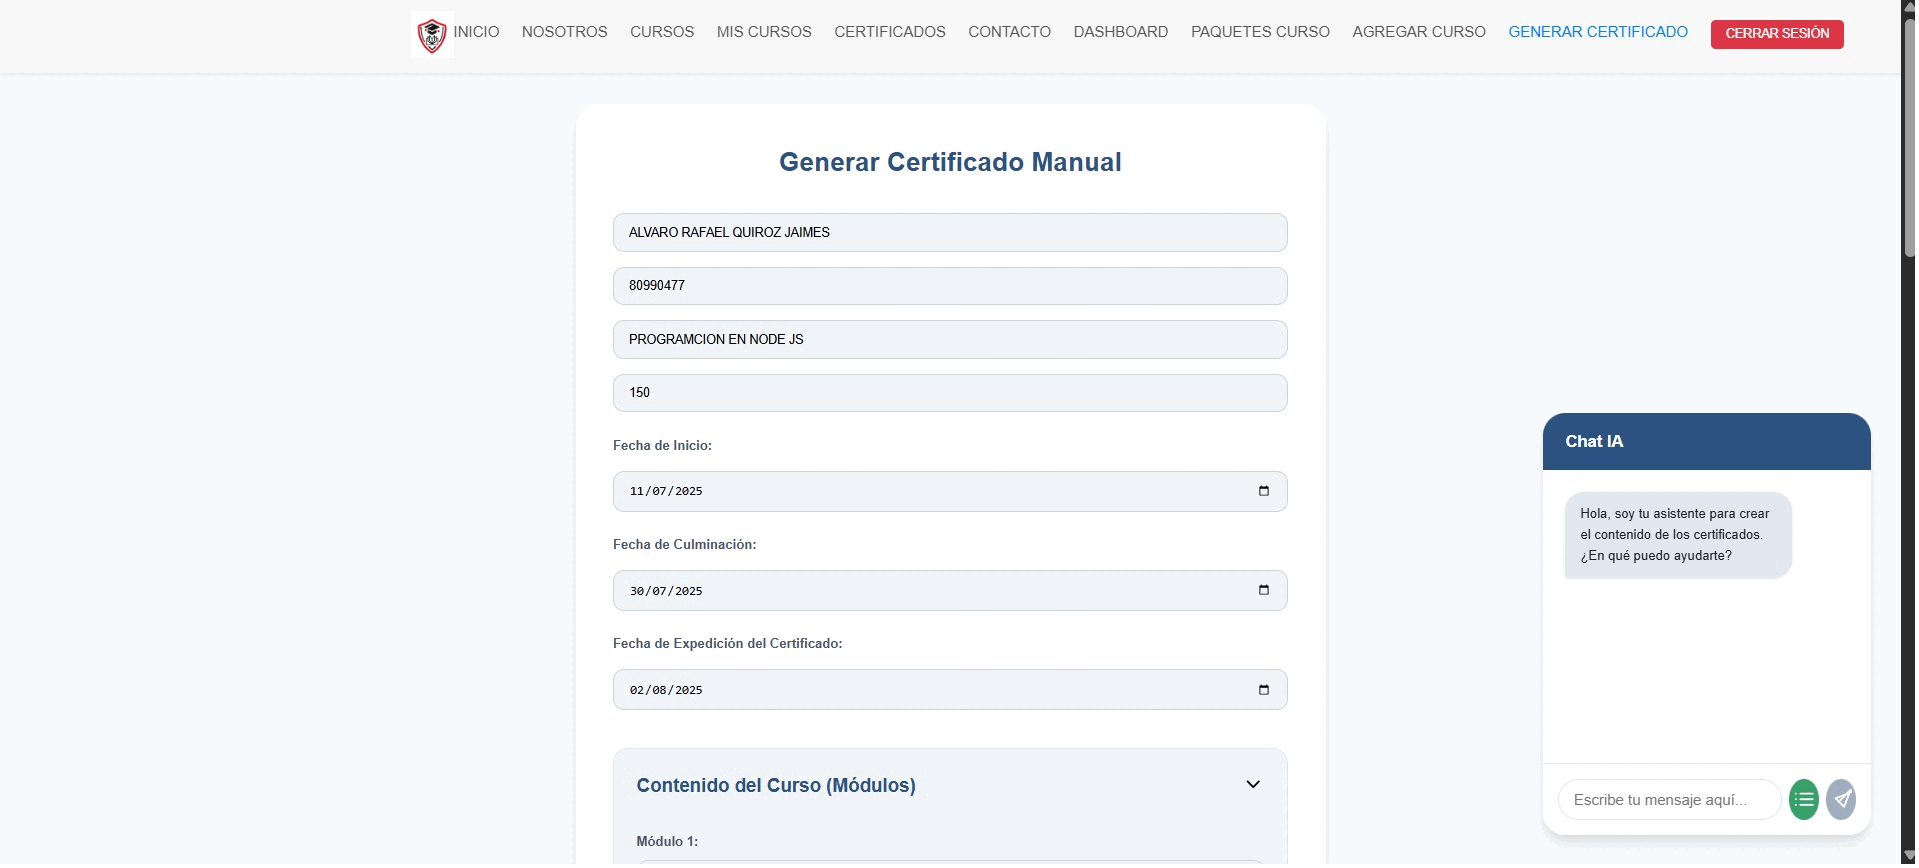 INICIO NOSOTROS CURSOS MIS CURSOS CERTIFICADOS CONTACTO DASHBOARD PAQUETES CURSO AGREGAR CURSO GENERAR CERTIFICADO CERRAR SESIÓN
Generar Certificado Manual
ALVARO RAFAEL QUIROZ JAIMES
80990477
PROGRAMCION EN NODE JS
150
Fecha de Inicio:
11/07/2025
Fecha de Culminación:
30/07/2025
Fecha de Expedición del Certificado:
02/08/2025
Contenido del Curso (Módulos)
Módulo 1:
Chat IA
Hola, soy tu asistente para crear
el contenido de los certificados.
¿En qué puedo ayudarte?
Escribe tu mensaje aquí...